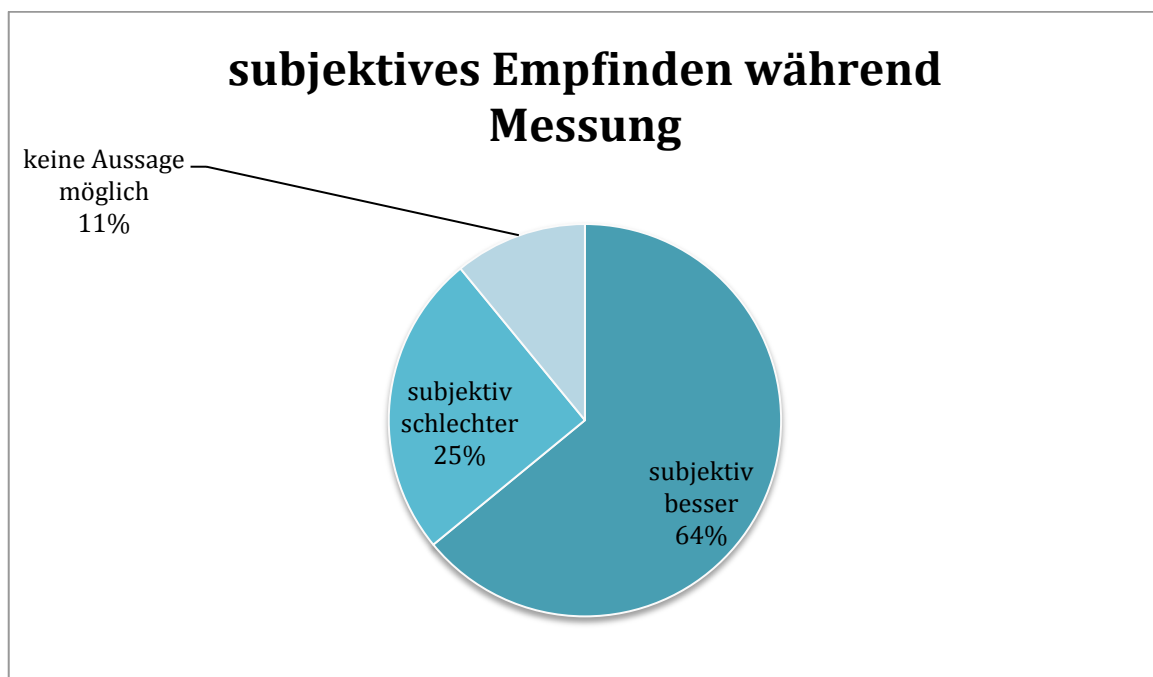 subjektives Empfinden während
Messung
keine Aussage
möglich
11%
subjektiv
schlechter
25%
subjektiv
besser
64%